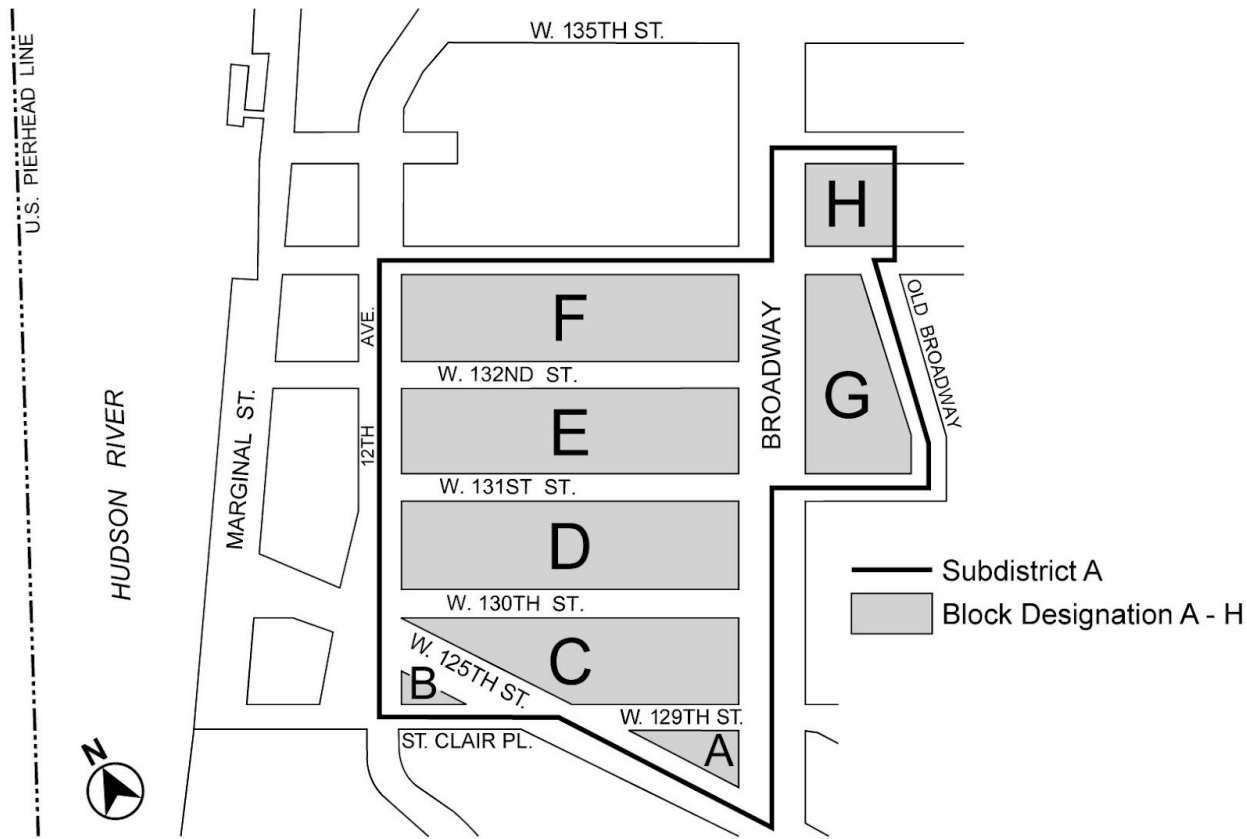 W. 135TH ST.
U.S. PIERHEAD LINE
H
F
AVE.
BROADWAY
OLD BROADWAY
W. 132ND ST.
G
E
12TH
MARGINAL ST.
HUDSON RIVER
W. 131ST ST.
D
Subdistrict A
W. 130TH ST.
Block Designation A - H
C
W. 125TH ST.
B
W. 129TH ST.
ST. CLAIR PL.
A
N